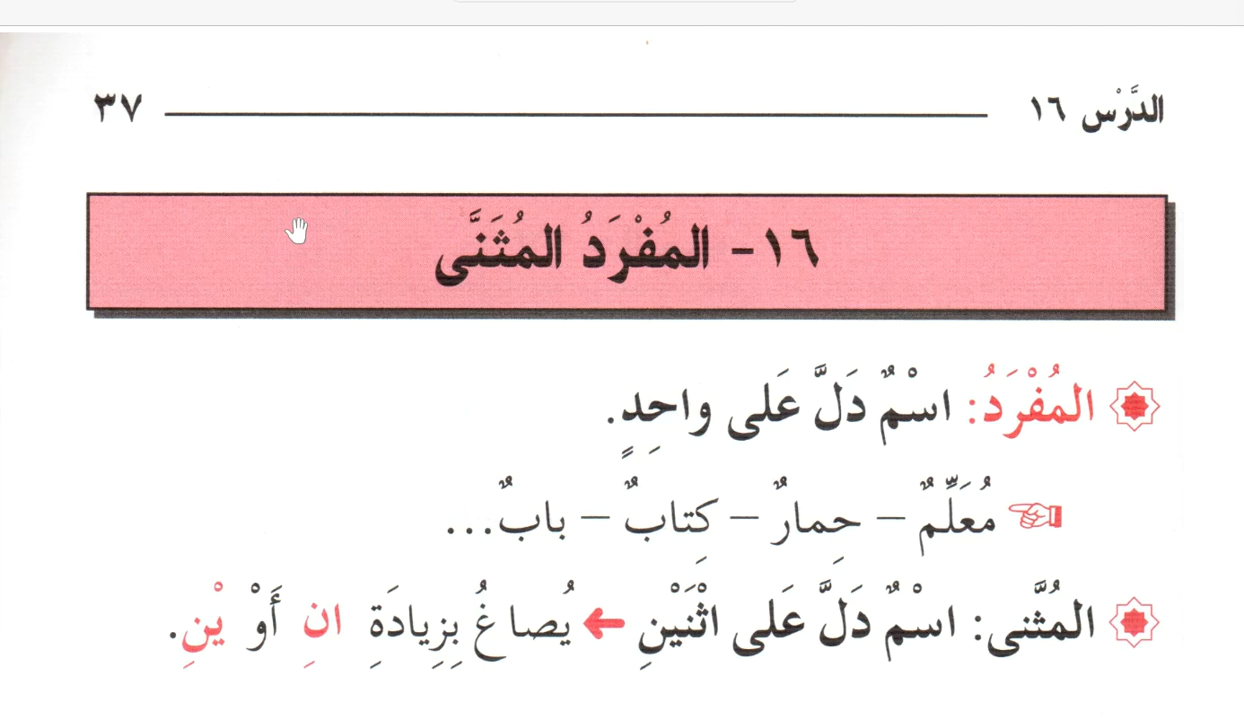 الدَّرْس ١٦ ٣٧
١٦- المُفْرَدُ المُثَنَّى
المُفْرَدُ: اسْمٌ دَلَّ عَلى واحِدٍ.
مُعَلِّمٌ – حِمارٌ – كِتابٌ – بابٌ...
المُثَّنى: اسْمٌ دَلَّ عَلى اثْنَيْنِ ← يُصاغُ بِزِيادَةِ انِ أَوْ يْنِ.